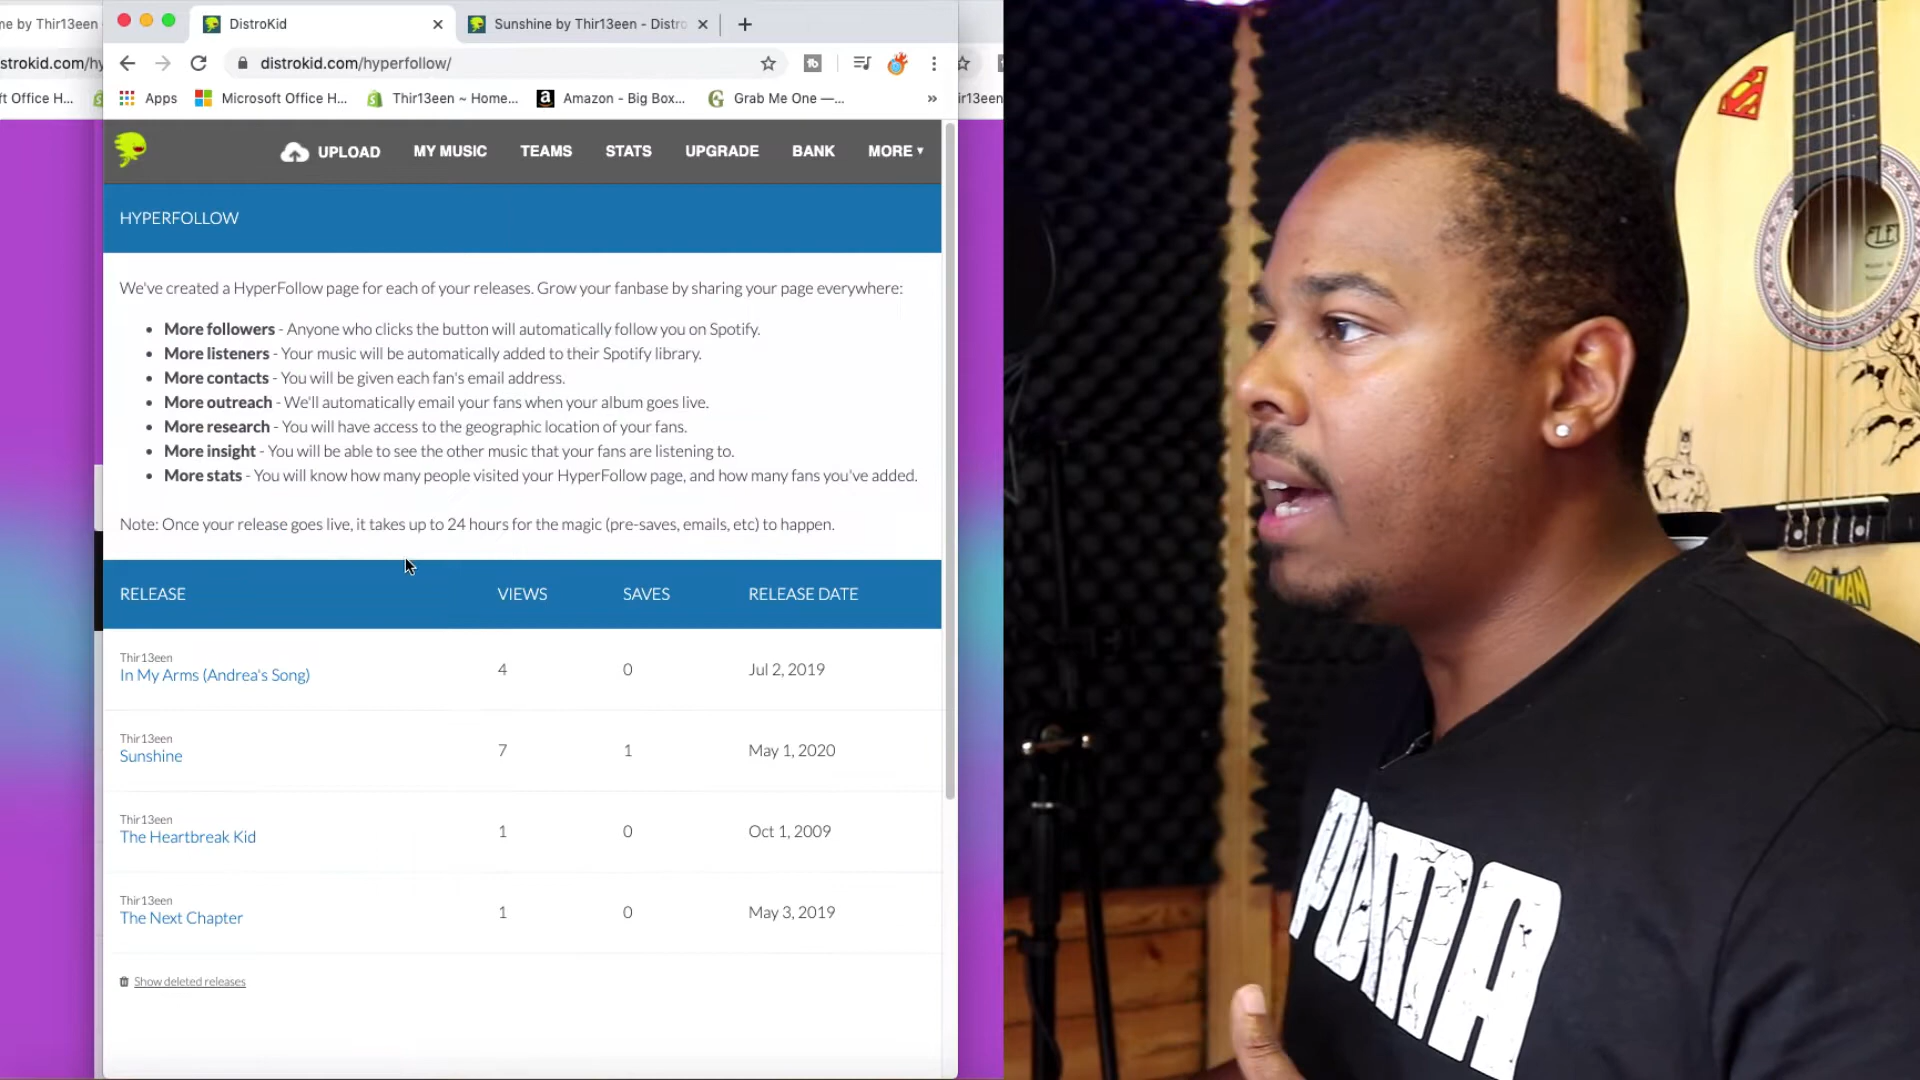 ne by Thir13een
DistroKid
Sunshine by Thir13een - Distro
distrokid.com/hy
distrokid.com/hyperfollow/
ft Office H...
Apps
Microsoft Office H...
Thir13een ~ Home...
Amazon - Big Box...
Grab Me One —...
»
ir13een
UPLOAD
MY MUSIC
TEAMS
STATS
UPGRADE
BANK
MORE
HYPERFOLLOW
We've created a HyperFollow page for each of your releases. Grow your fanbase by sharing your page everywhere:
• More followers - Anyone who clicks the button will automatically follow you on Spotify.
• More listeners - Your music will be automatically added to their Spotify library.
• More contacts - You will be given each fan's email address.
• More outreach - We'll automatically email your fans when your album goes live.
• More research - You will have access to the geographic location of your fans.
• More insight - You will be able to see the other music that your fans are listening to.
• More stats - You will know how many people visited your HyperFollow page, and how many fans you've added.
Note: Once your release goes live, it takes up to 24 hours for the magic (pre-saves, emails, etc) to happen.
RELEASE VIEWS SAVES RELEASE DATE
Thir13een
In My Arms (Andrea's Song) 4 0 Jul 2, 2019
Thir13een
Sunshine 7 1 May 1, 2020
Thir13een
The Heartbreak Kid 1 0 Oct 1, 2009
Thir13een
The Next Chapter 1 0 May 3, 2019
Show deleted releases
BATMAN
PUMA